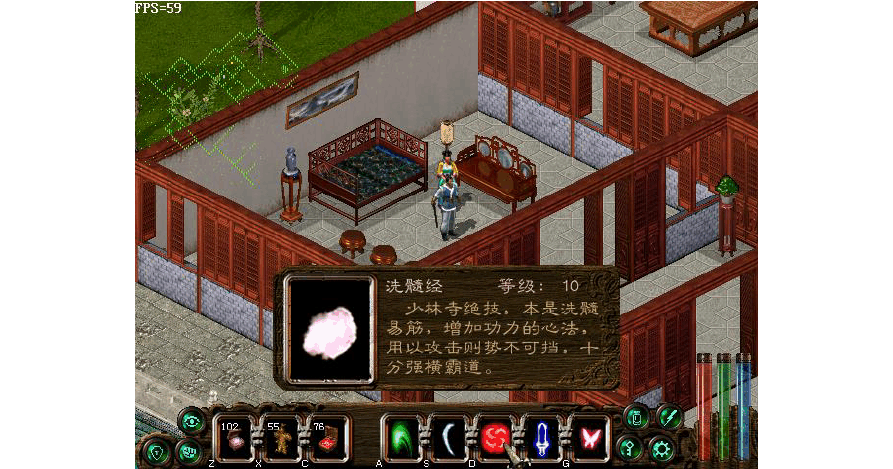 FPS=59
洗髓经 等级: 10
少林寺绝技，本是洗髓
易筋，增加功力的心法，
用以攻击则势不可挡，十
分强横霸道。
102 55 76
Z X C A S D G